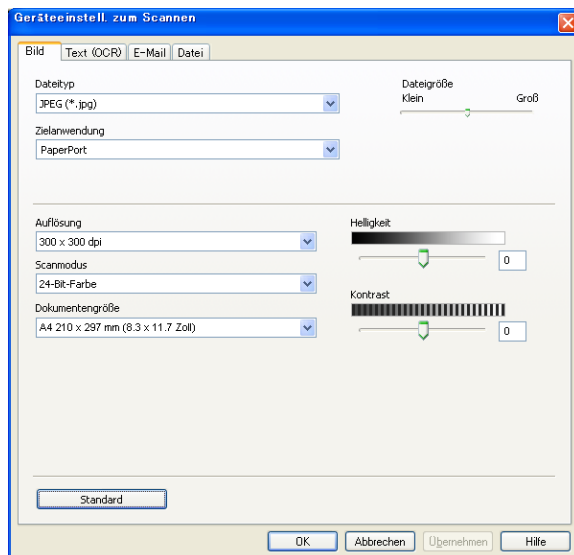 Geräteeinstell. zum Scannen
Bild Text (OCR) E-Mail Datei
Dateityp
JPEG (*.jpg)
Dateigröße
Klein Groß
Zielanwendung
PaperPort
Auflösung
300 x 300 dpi
Helligkeit
0
Scanmodus
24-Bit-Farbe
Kontrast
0
Dokumentengröße
A4 210 x 297 mm (8.3 x 11.7 Zoll)
Standard
OK Abbrechen Übernehmen Hilfe